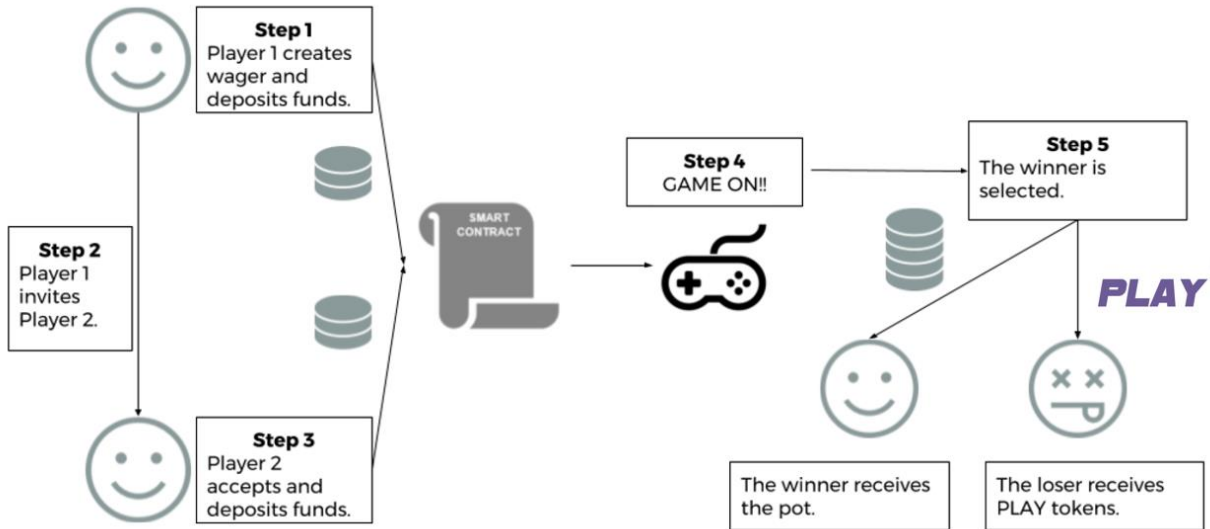 Step 1
Player 1 creates
wager and
deposits funds.
Step 2
Player 1
invites
Player 2.
Step 3
Player 2
accepts and
deposits funds.
SMART
CONTRACT
Step 4
GAME ON!!
Step 5
The winner is
selected.
PLAY
The winner receives
the pot.
The loser receives
PLAY tokens.